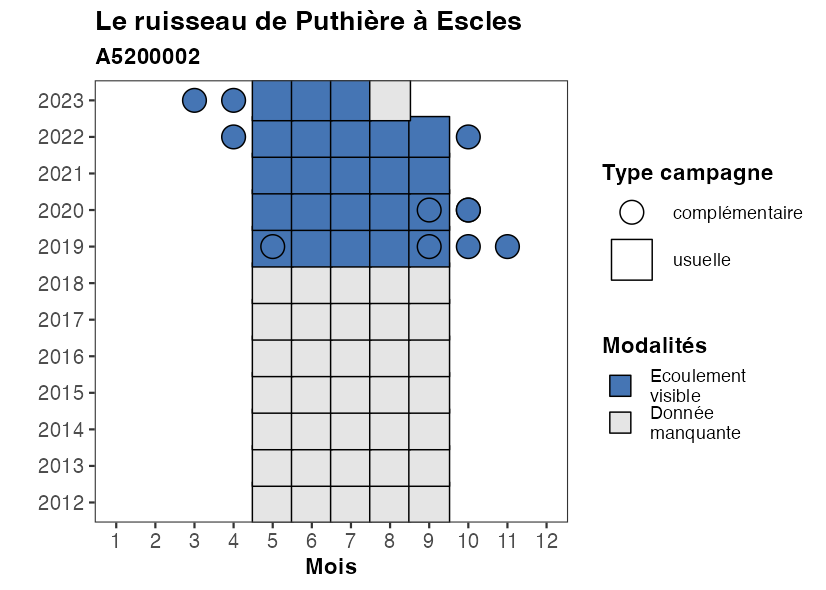 Le ruisseau de Puthière à Escles
A5200002
2023
2022
2021
2020
2019
2018
2017
2016
2015
2014
2013
2012
1 2 3 4 5 6 7 8 9 10 11 12
Mois
Type campagne
complémentaire
usuelle
Modalités
Ecoulement
visible
Donnée
manquante